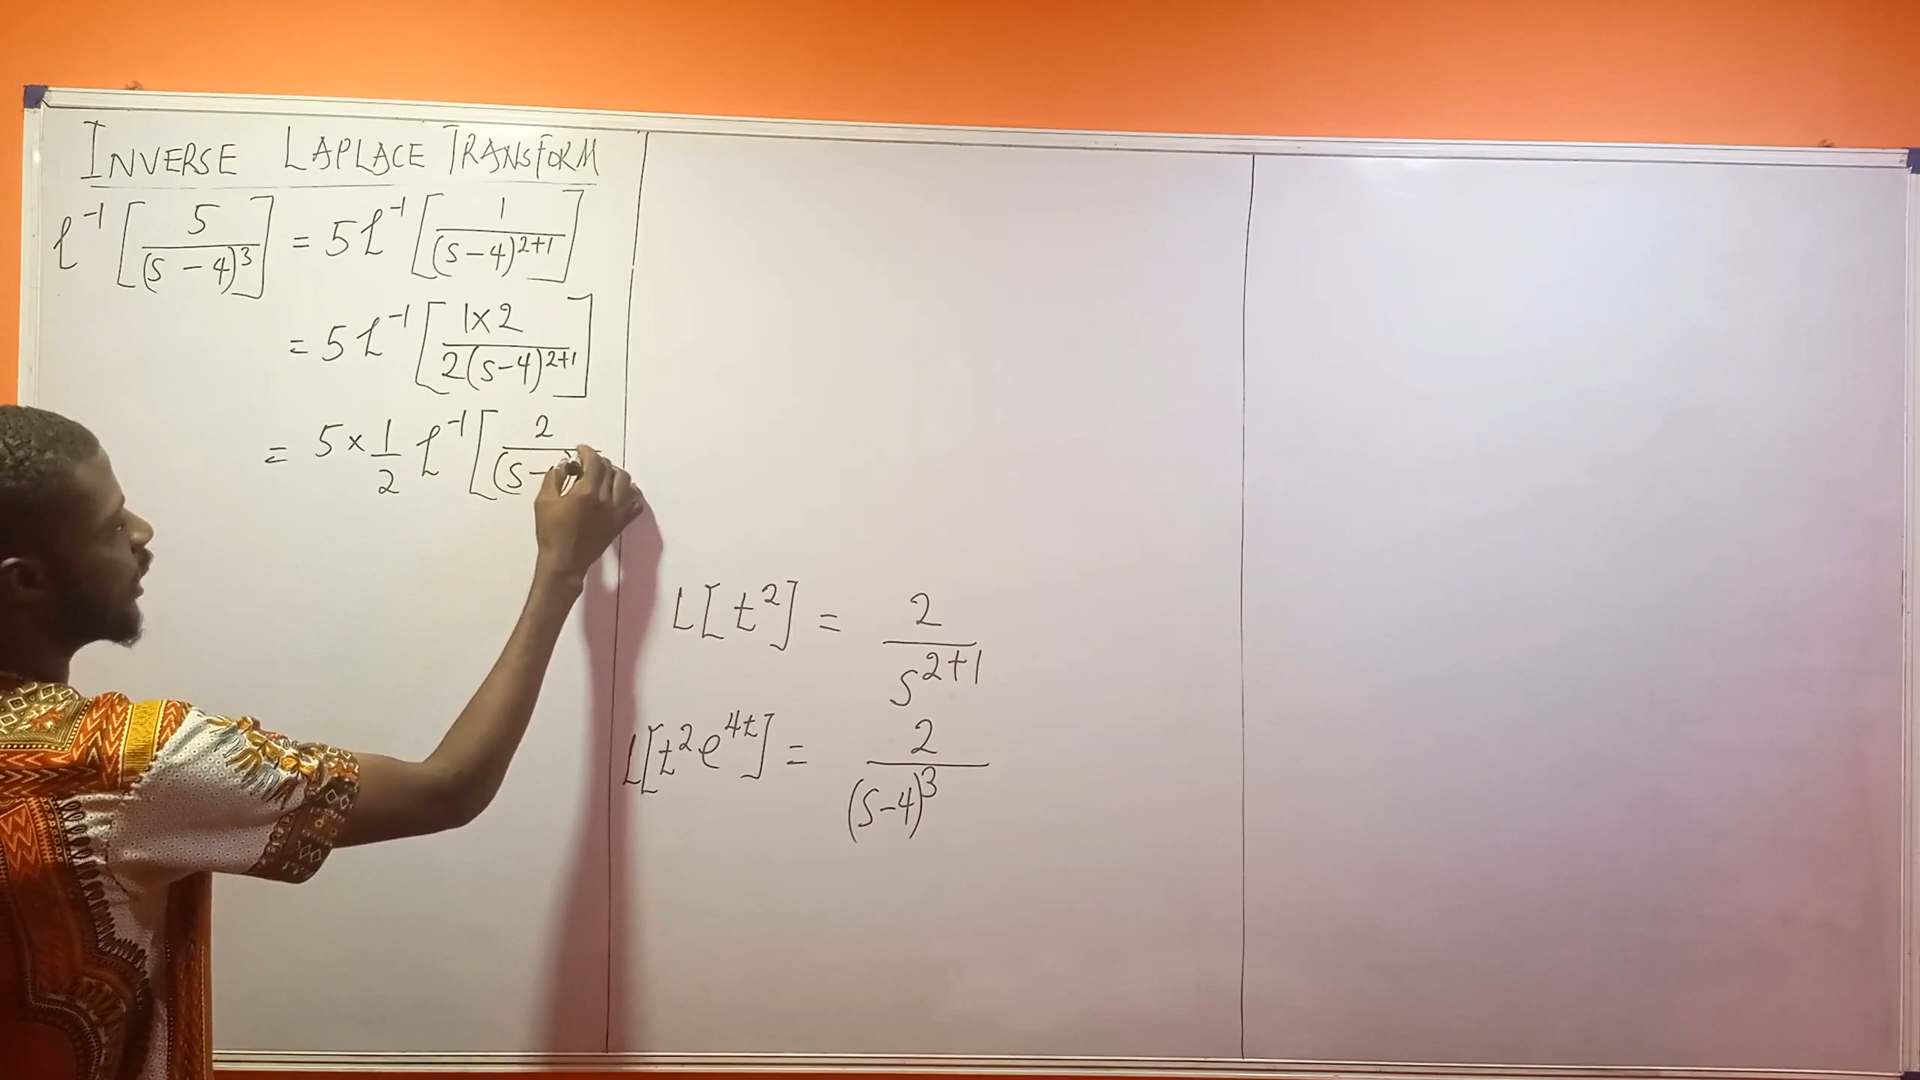 INVERSE LAPLACE TRANSFORM
ℒ⁻¹ [5/(s − 4)³] = 5ℒ⁻¹ [1/(s−4)²⁺¹]
= 5ℒ⁻¹ [1×2/2(s−4)²⁺¹]
= 5 × 1/2 ℒ⁻¹ [2/(s−
L[t²] = 2/s²⁺¹
L[t²e⁴ᵗ] = 2/(s−4)³